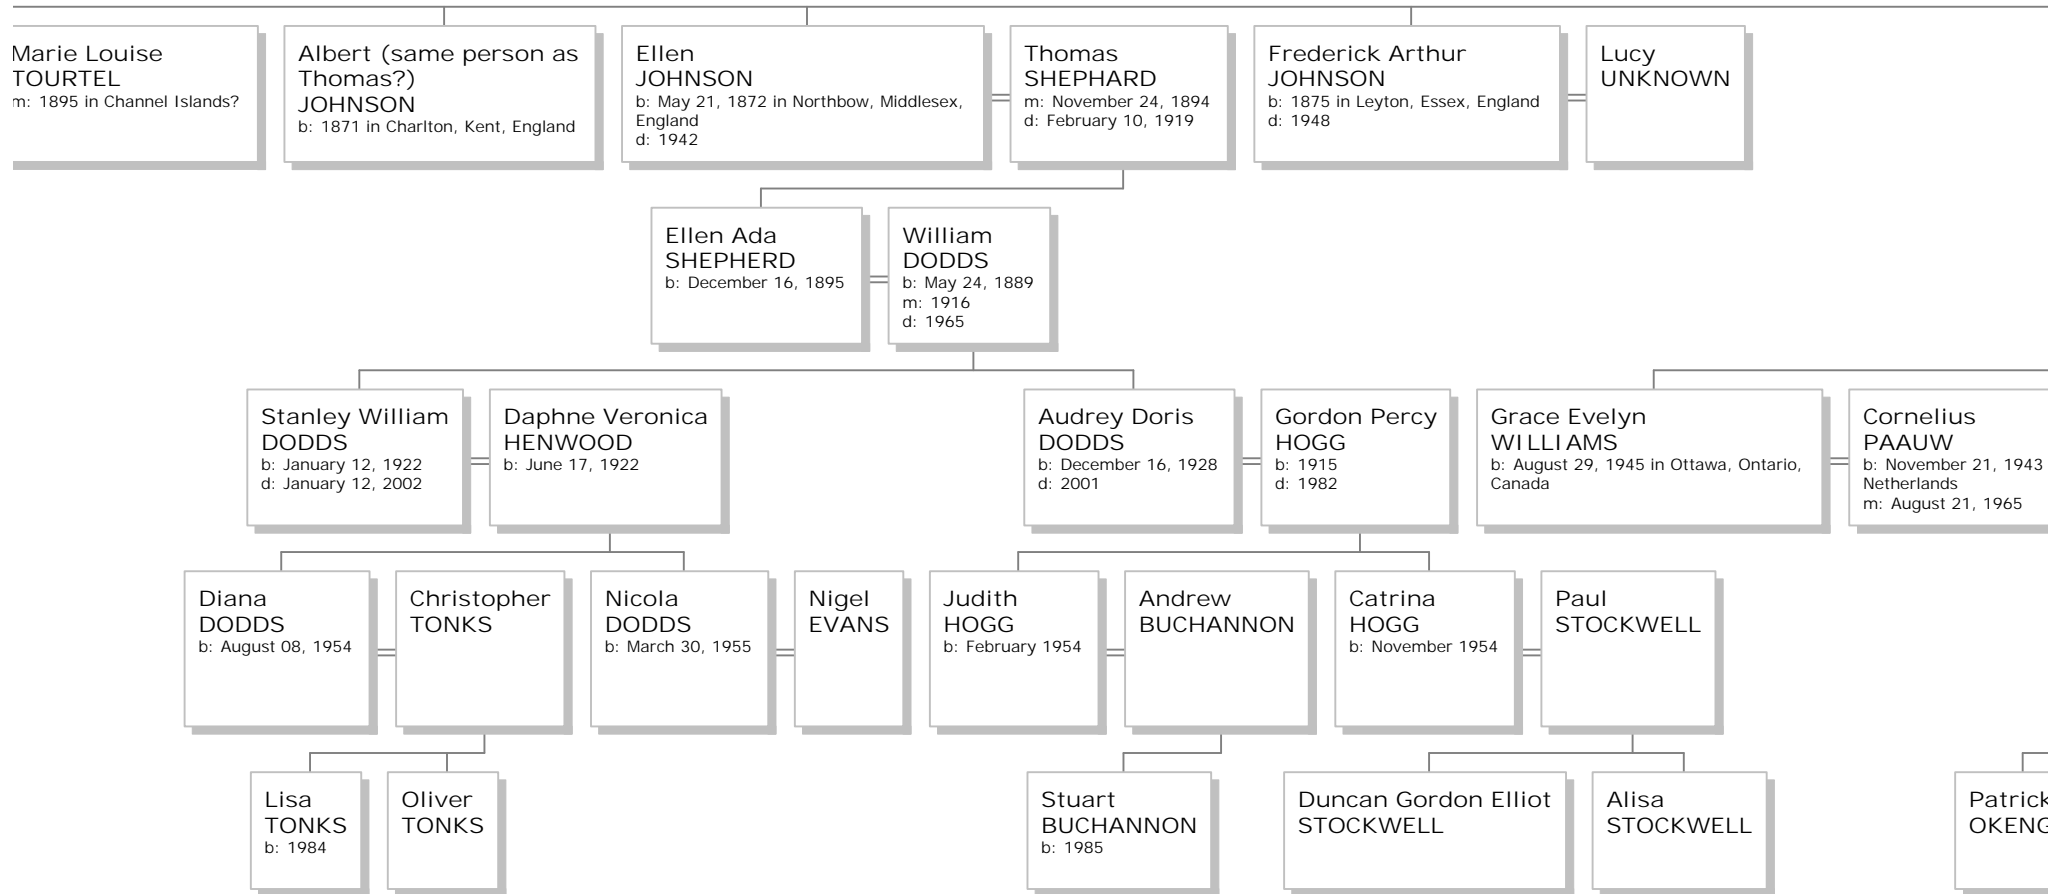 Marie Louise
TOURTEL
m: 1895 in Channel Islands?
Albert (same person as
Thomas?)
JOHNSON
b: 1871 in Charlton, Kent, England
Ellen
JOHNSON
b: May 21, 1872 in Northbow, Middlesex,
England
d: 1942
Thomas
SHEPHARD
m: November 24, 1894
d: February 10, 1919
Frederick Arthur
JOHNSON
b: 1875 in Leyton, Essex, England
d: 1948
Lucy
UNKNOWN
Ellen Ada
SHEPHERD
b: December 16, 1895
William
DODDS
b: May 24, 1889
m: 1916
d: 1965
Stanley William
DODDS
b: January 12, 1922
d: January 12, 2002
Daphne Veronica
HENWOOD
b: June 17, 1922
Audrey Doris
DODDS
b: December 16, 1928
d: 2001
Gordon Percy
HOGG
b: 1915
d: 1982
Grace Evelyn
WILLIAMS
b: August 29, 1945 in Ottawa, Ontario,
Canada
Cornelius
PAAUW
b: November 21, 1943
Netherlands
m: August 21, 1965
Diana
DODDS
b: August 08, 1954
Christopher
TONKS
Nicola
DODDS
b: March 30, 1955
Nigel
EVANS
Judith
HOGG
b: February 1954
Andrew
BUCHANNON
Catrina
HOGG
b: November 1954
Paul
STOCKWELL
Lisa
TONKS
b: 1984
Oliver
TONKS
Stuart
BUCHANNON
b: 1985
Duncan Gordon Elliot
STOCKWELL
Alisa
STOCKWELL
Patrick
OKENG